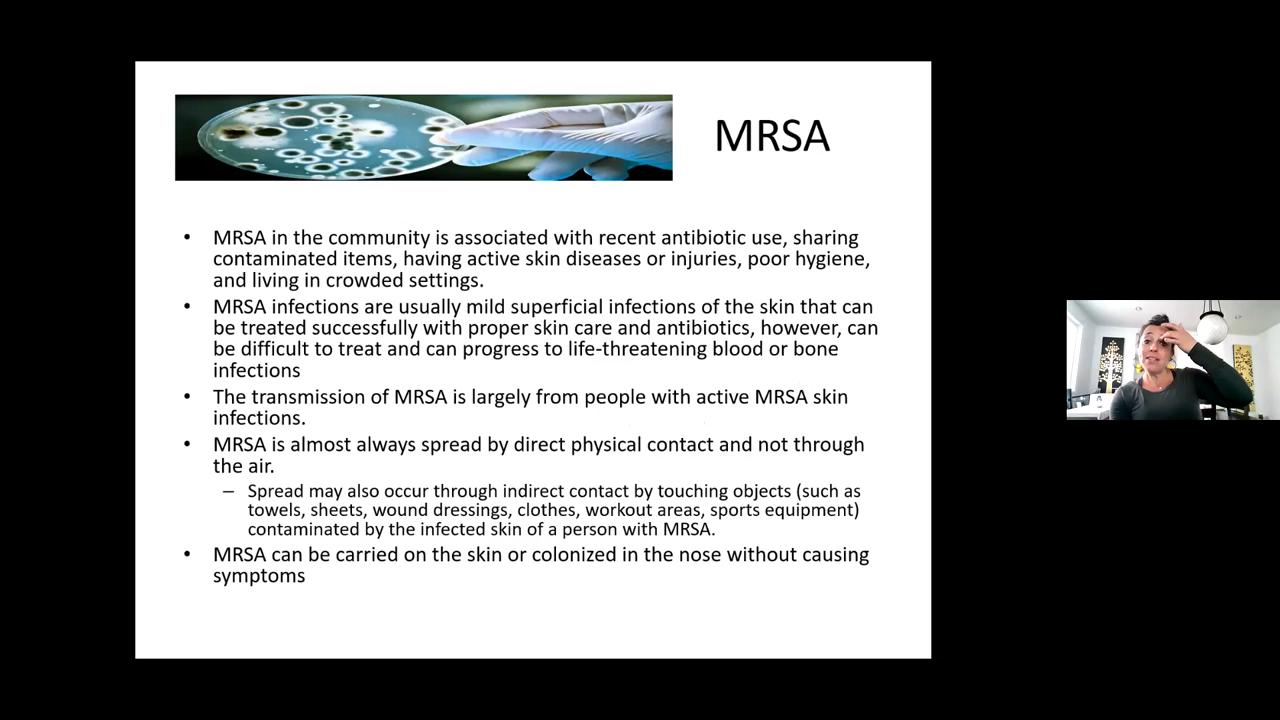 MRSA
• MRSA in the community is associated with recent antibiotic use, sharing
contaminated items, having active skin diseases or injuries, poor hygiene,
and living in crowded settings.
• MRSA infections are usually mild superficial infections of the skin that can
be treated successfully with proper skin care and antibiotics, however, can
be difficult to treat and can progress to life-threatening blood or bone
infections
• The transmission of MRSA is largely from people with active MRSA skin
infections.
• MRSA is almost always spread by direct physical contact and not through
the air.
– Spread may also occur through indirect contact by touching objects (such as
towels, sheets, wound dressings, clothes, workout areas, sports equipment)
contaminated by the infected skin of a person with MRSA.
• MRSA can be carried on the skin or colonized in the nose without causing
symptoms